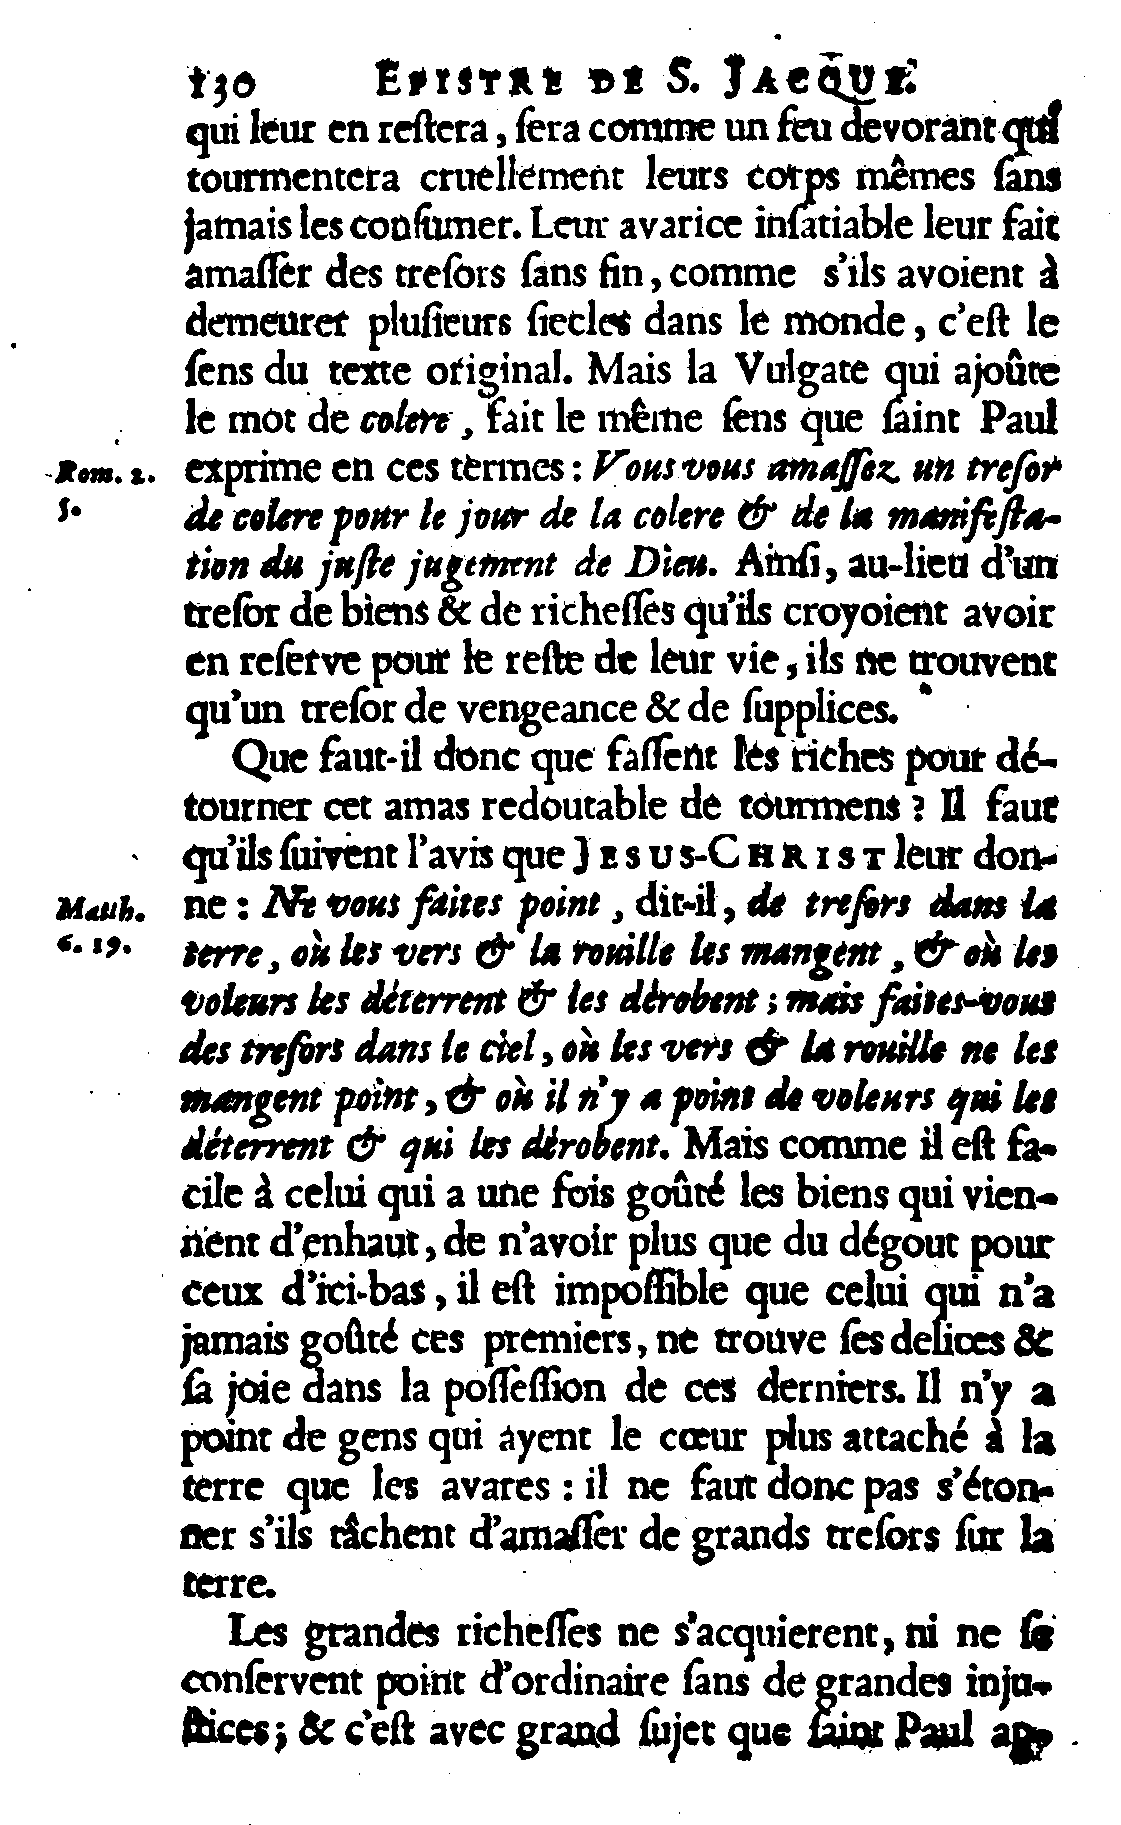 130 EPISTRE DE S. JACQUE.
qui leur en reſtera, ſera comme un feu devorant qui
tourmentera cruellement leurs corps mêmes ſans
jamais les conſumer. Leur avarice inſatiable leur fait
amaſſer des treſors ſans fin, comme s'ils avoient à
demeurer pluſieurs ſiecles dans le monde, c'eſt le
ſens du texte original. Mais la Vulgate qui ajoûte
le mot de colere, fait le même ſens que ſaint Paul
Rom. 2. exprime en ces termes : Vous vous amaſſez un treſor
5. de colere pour le jour de la colere & de la manifeſta-
tion du juſte jugement de Dieu. Ainſi, au-lieu d'un
treſor de biens & de richeſſes qu'ils croyoient avoir
en reſerve pour le reſte de leur vie, ils ne trouvent
qu'un treſor de vengeance & de ſupplices.
Que faut-il donc que faſſent les riches pour dé-
tourner cet amas redoutable de tourmens ? Il faut
qu'ils ſuivent l'avis que JESUS-CHRIST leur don-
Matth. ne : Ne vous faites point, dit-il, de treſors dans la
6. 19. terre, où les vers & la rouille les mangent, & où les
voleurs les déterrent & les dérobent ; mais faites-vous
des treſors dans le ciel, où les vers & la rouille ne les
mangent point, & où il n'y a point de voleurs qui les
déterrent & qui les dérobent. Mais comme il eſt fa-
cile à celui qui a une fois goûté les biens qui vien-
nent d'enhaut, de n'avoir plus que du dégout pour
ceux d'ici-bas, il eſt impoſſible que celui qui n'a
jamais goûté ces premiers, ne trouve ſes delices &
ſa joie dans la poſſeſſion de ces derniers. Il n'y a
point de gens qui ayent le cœur plus attaché à la
terre que les avares : il ne faut donc pas s'éton-
ner s'ils tâchent d'amaſſer de grands treſors ſur la
terre.
Les grandes richeſſes ne s'acquierent, ni ne ſe
conſervent point d'ordinaire ſans de grandes inju-
ſtices ; & c'eſt avec grand ſujet que ſaint Paul ap-